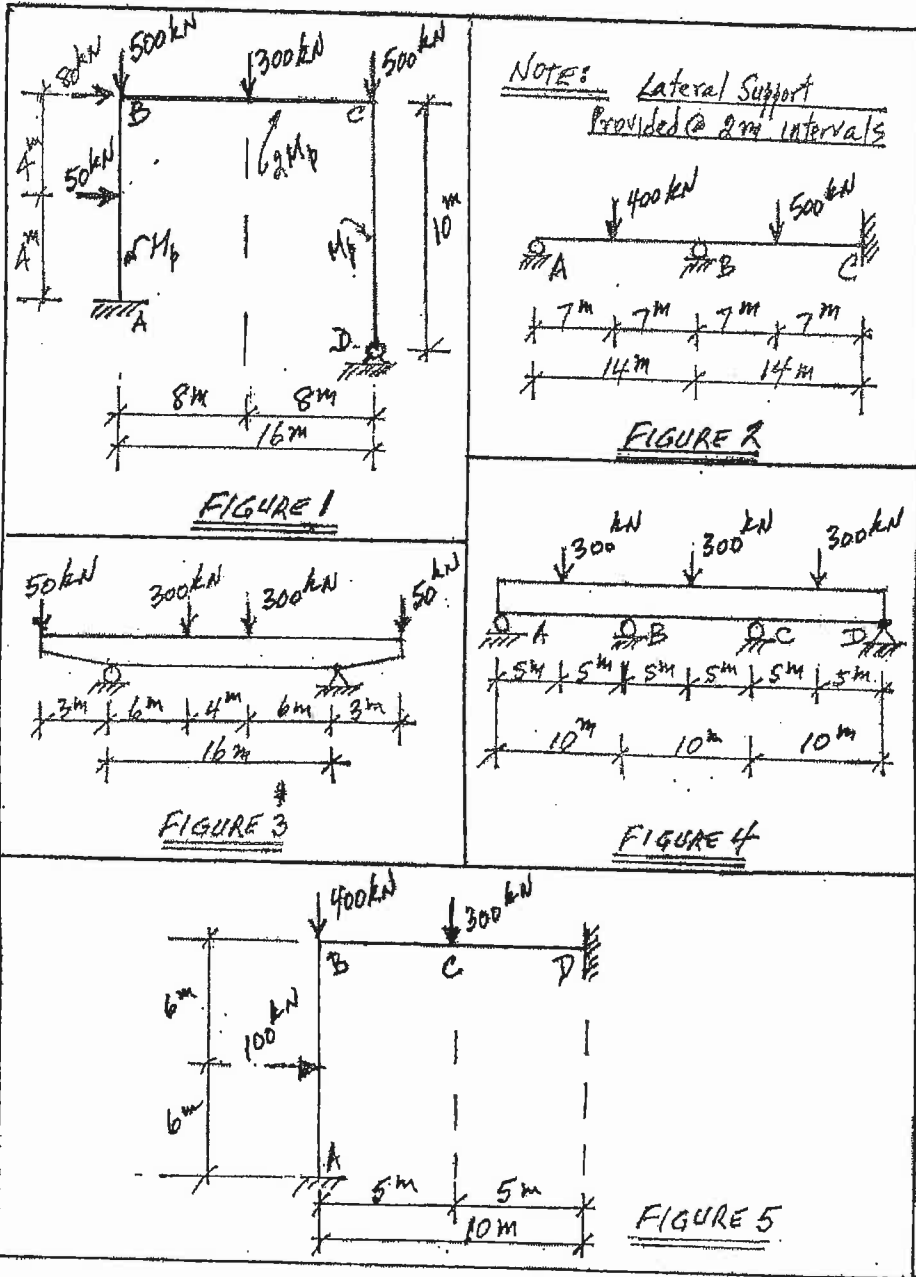 500kN
80kN
300kN
500kN
B
C
2Mp
4m
50kN
4m
Mp
Mp
10m
A
D
8m
8m
16m
FIGURE 1
NOTE: Lateral Support
Provided @ 2m intervals
400kN
500kN
A
B
C
7m 7m 7m 7m
14m 14m
FIGURE 2
50kN
300kN
300kN
50kN
3m 6m 4m 6m 3m
16m
FIGURE 3
300kN
300kN
300kN
A B C D
5m 5m 5m 5m 5m 5m
10m 10m 10m
FIGURE 4
400kN
300kN
B
C
D
6m
100kN
6m
A
5m 5m
10m
FIGURE 5